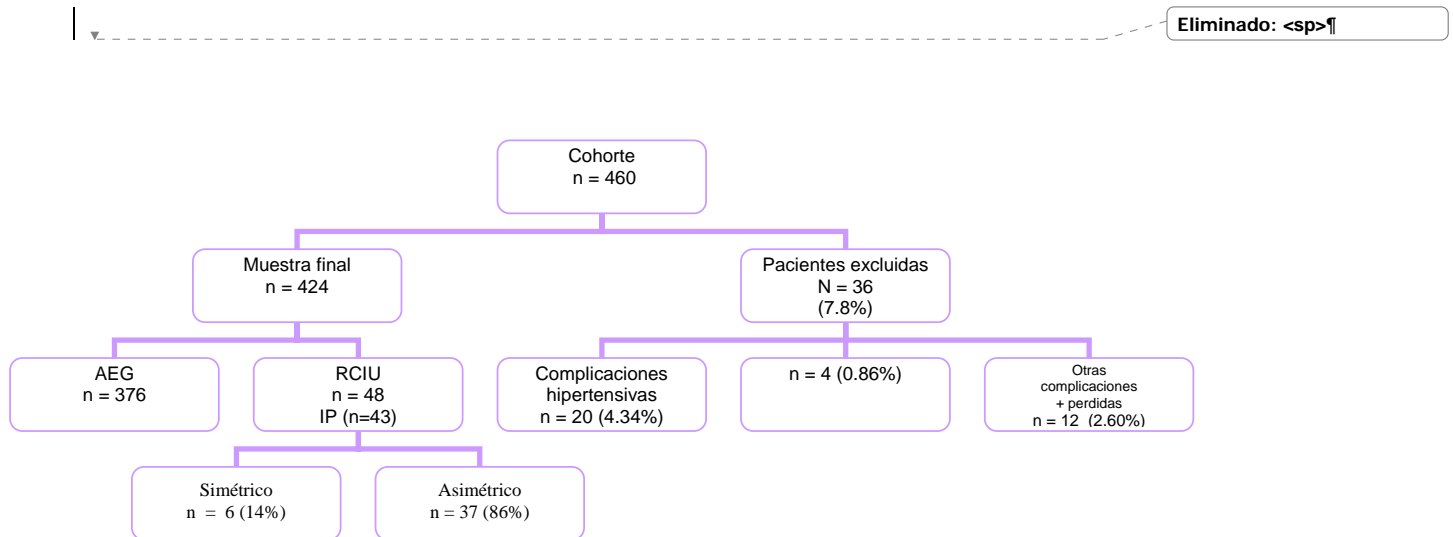 Eliminado: <sp>¶
Cohorte
n = 460
Muestra final
n = 424
Pacientes excluidas
N = 36
(7.8%)
AEG
n = 376
RCIU
n = 48
IP (n=43)
Complicaciones
hipertensivas
n = 20 (4.34%)
n = 4 (0.86%)
Otras
complicaciones
+ perdidas
n = 12 (2.60%)
Simétrico
n = 6 (14%)
Asimétrico
n = 37 (86%)